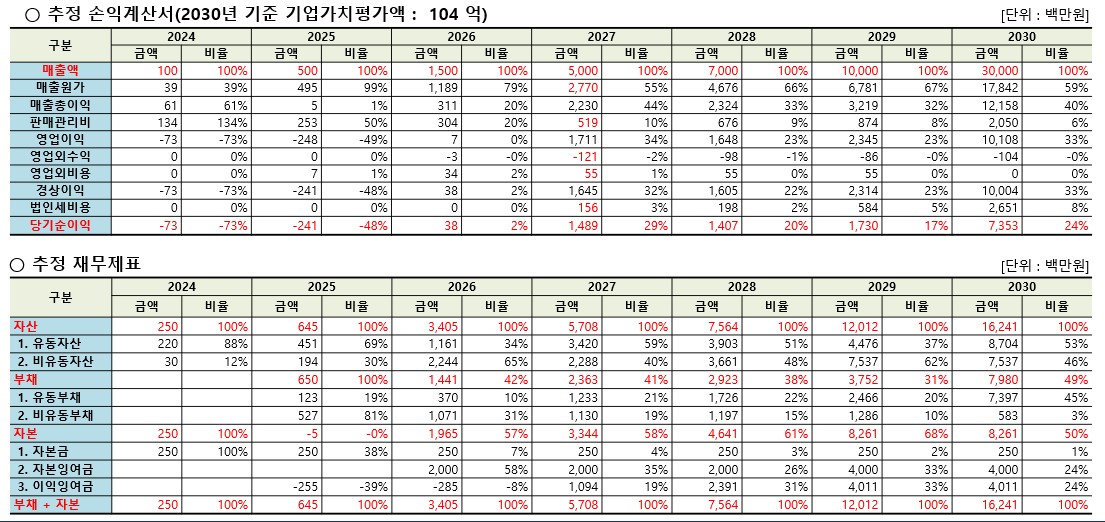 ○ 추정 손익계산서(2030년 기준 기업가치평가액 : 104 억) [단위 : 백만원]
구분 2024 2025 2026 2027 2028 2029 2030
금액 비율 금액 비율 금액 비율 금액 비율 금액 비율 금액 비율 금액 비율
매출액 100 100% 500 100% 1,500 100% 5,000 100% 7,000 100% 10,000 100% 30,000 100%
매출원가 39 39% 495 99% 1,189 79% 2,770 55% 4,676 66% 6,781 67% 17,842 59%
매출총이익 61 61% 5 1% 311 20% 2,230 44% 2,324 33% 3,219 32% 12,158 40%
판매관리비 134 134% 253 50% 304 20% 519 10% 676 9% 874 8% 2,050 6%
영업이익 -73 -73% -248 -49% 7 0% 1,711 34% 1,648 23% 2,345 23% 10,108 33%
영업외수익 0 0% 0 0% -3 -0% -121 -2% -98 -1% -86 -0% -104 -0%
영업외비용 0 0% 7 1% 34 2% 55 1% 55 0% 55 0% 0 0%
경상이익 -73 -73% -241 -48% 38 2% 1,645 32% 1,605 22% 2,314 23% 10,004 33%
법인세비용 0 0% 0 0% 0 0% 156 3% 198 2% 584 5% 2,651 8%
당기순이익 -73 -73% -241 -48% 38 2% 1,489 29% 1,407 20% 1,730 17% 7,353 24%
○ 추정 재무제표 [단위 : 백만원]
구분 2024 2025 2026 2027 2028 2029 2030
금액 비율 금액 비율 금액 비율 금액 비율 금액 비율 금액 비율 금액 비율
자산 250 100% 645 100% 3,405 100% 5,708 100% 7,564 100% 12,012 100% 16,241 100%
1. 유동자산 220 88% 451 69% 1,161 34% 3,420 59% 3,903 51% 4,476 37% 8,704 53%
2. 비유동자산 30 12% 194 30% 2,244 65% 2,288 40% 3,661 48% 7,537 62% 7,537 46%
부채 650 100% 1,441 42% 2,363 41% 2,923 38% 3,752 31% 7,980 49%
1. 유동부채 123 19% 370 10% 1,233 21% 1,726 22% 2,466 20% 7,397 45%
2. 비유동부채 527 81% 1,071 31% 1,130 19% 1,197 15% 1,286 10% 583 3%
자본 250 100% -5 -0% 1,965 57% 3,344 58% 4,641 61% 8,261 68% 8,261 50%
1. 자본금 250 100% 250 38% 250 7% 250 4% 250 3% 250 2% 250 1%
2. 자본잉여금 2,000 58% 2,000 35% 2,000 26% 4,000 33% 4,000 24%
3. 이익잉여금 -255 -39% -285 -8% 1,094 19% 2,391 31% 4,011 33% 4,011 24%
부채 + 자본 250 100% 645 100% 3,405 100% 5,708 100% 7,564 100% 12,012 100% 16,241 100%